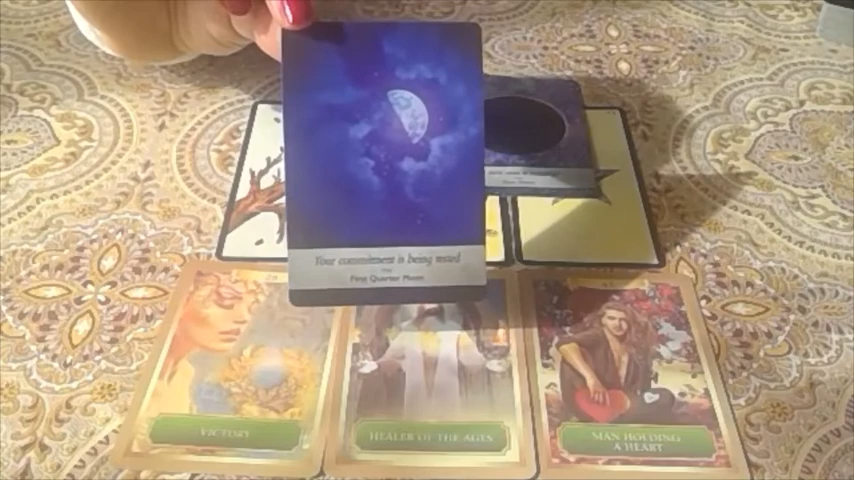 Your commitment is being tested
First Quarter Moon
VICTORY
HEALER OF THE AGES
MAN HOLDING
A HEART